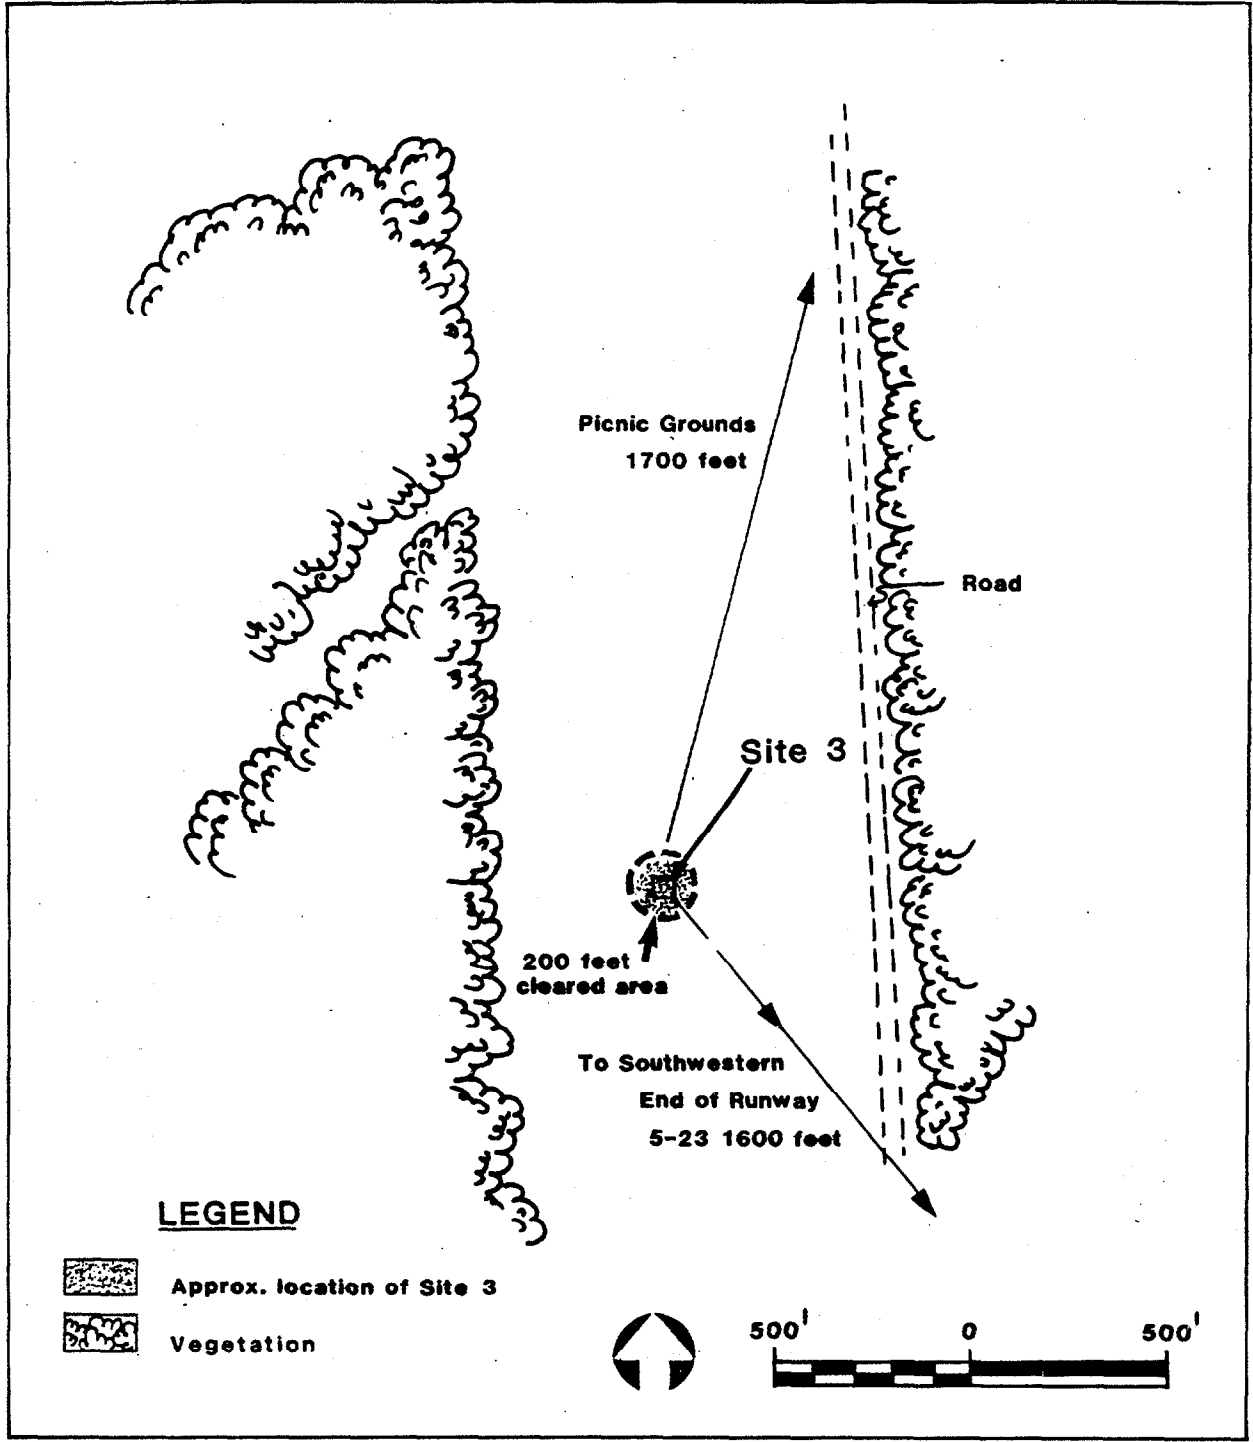 Picnic Grounds
1700 feet
Road
Site 3
200 feet
cleared area
To Southwestern
End of Runway
5-23 1600 feet
LEGEND
Approx. location of Site 3
Vegetation
500' 0 500'